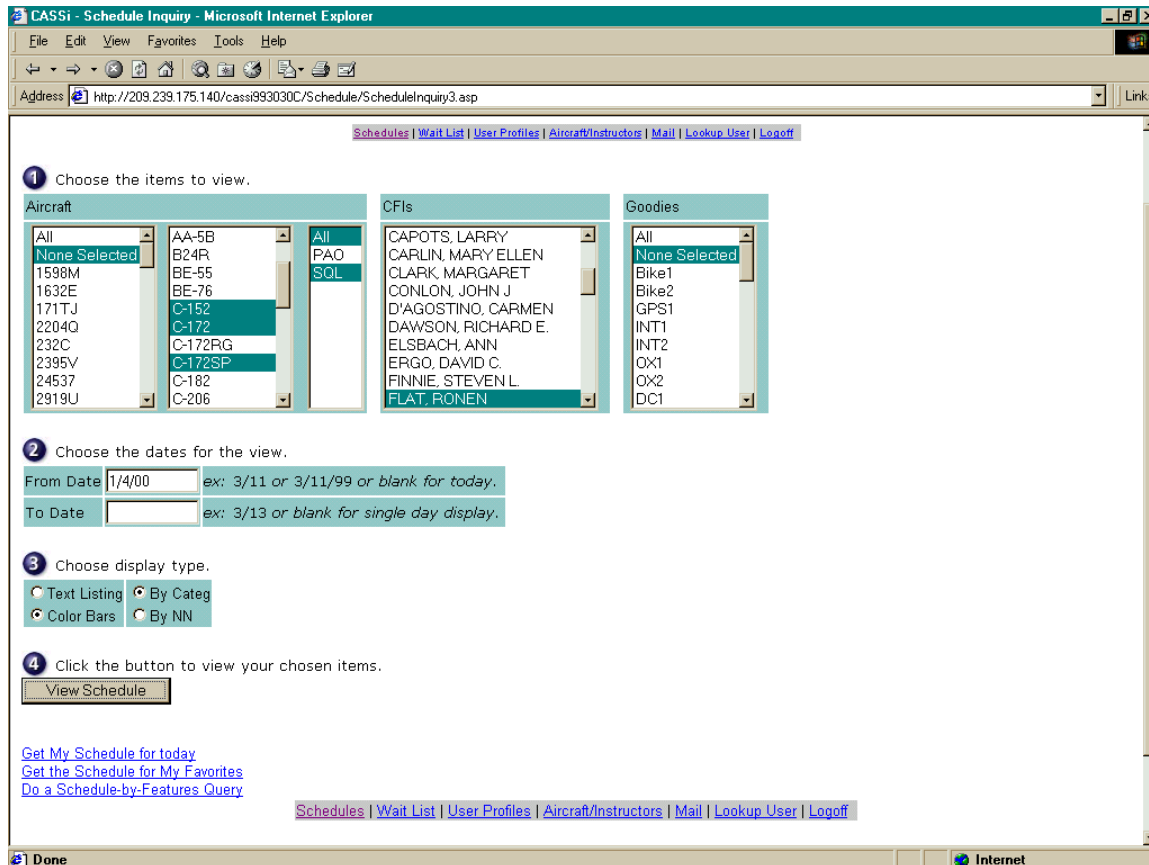 CASSi - Schedule Inquiry - Microsoft Internet Explorer
File Edit View Favorites Tools Help
Address http://209.239.175.140/cassi993030C/Schedule/ScheduleInquiry3.asp Link
Schedules | Wait List | User Profiles | Aircraft/Instructors | Mail | Lookup User | Logoff
1 Choose the items to view.
Aircraft CFIs Goodies
All AA-5B All CAPOTS, LARRY All
None Selected B24R PAO CARLIN, MARY ELLEN None Selected
1598M BE-55 SQL CLARK, MARGARET Bike1
1632E BE-76 CONLON, JOHN J Bike2
171TJ C-152 D'AGOSTINO, CARMEN GPS1
2204Q C-172 DAWSON, RICHARD E. INT1
232C C-172RG ELSBACH, ANN INT2
2395V C-172SP ERGO, DAVID C. OX1
24537 C-182 FINNIE, STEVEN L. OX2
2919U C-206 FLAT, RONEN DC1
2 Choose the dates for the view.
From Date 1/4/00 ex: 3/11 or 3/11/99 or blank for today.
To Date ex: 3/13 or blank for single day display.
3 Choose display type.
Text Listing By Categ
Color Bars By NN
4 Click the button to view your chosen items.
View Schedule
Get My Schedule for today
Get the Schedule for My Favorites
Do a Schedule-by-Features Query
Schedules | Wait List | User Profiles | Aircraft/Instructors | Mail | Lookup User | Logoff
Done Internet